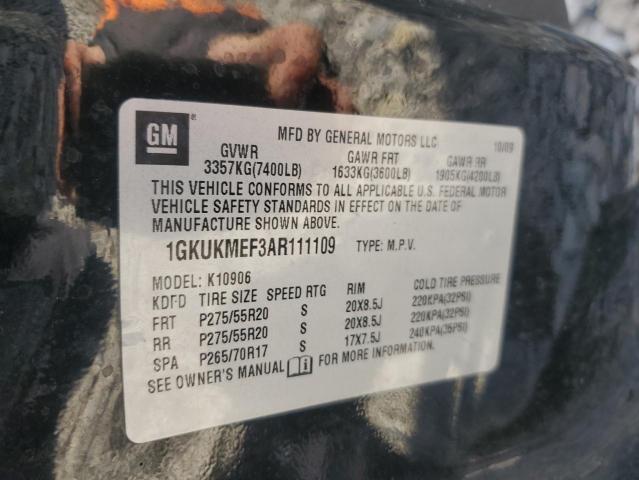 GM
MFD BY GENERAL MOTORS LLC 10/09
GVWR GAWR FRT GAWR RR
3357KG(7400LB) 1633KG(3600LB) 1905KG(4200LB)
THIS VEHICLE CONFORMS TO ALL APPLICABLE U.S. FEDERAL MOTOR
VEHICLE SAFETY STANDARDS IN EFFECT ON THE DATE OF
MANUFACTURE SHOWN ABOVE.
1GKUKMEF3AR111109 TYPE: M.P.V.
MODEL: K10906
KDFD TIRE SIZE SPEED RTG RIM COLD TIRE PRESSURE
FRT P275/55R20 S 20X8.5J 220KPA(32PSI)
RR P275/55R20 S 20X8.5J 220KPA(32PSI)
SPA P265/70R17 S 17X7.5J 240KPA(35PSI)
SEE OWNER'S MANUAL FOR MORE INFORMATION.